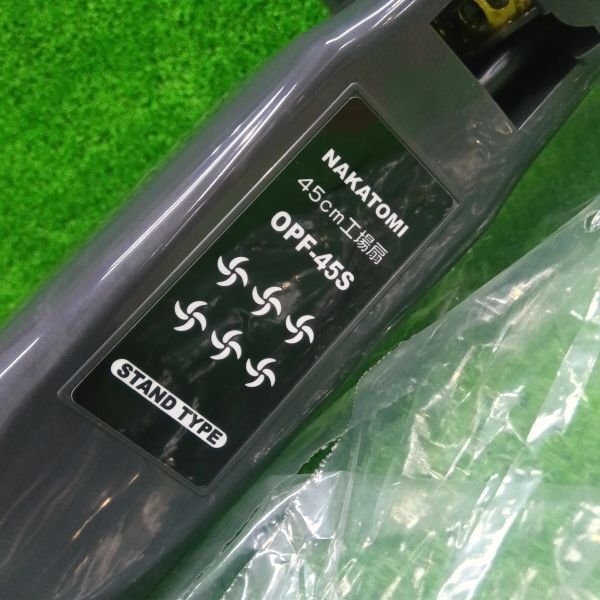 NAKATOMI
45cm工場扇
OPF-45S
STAND TYPE